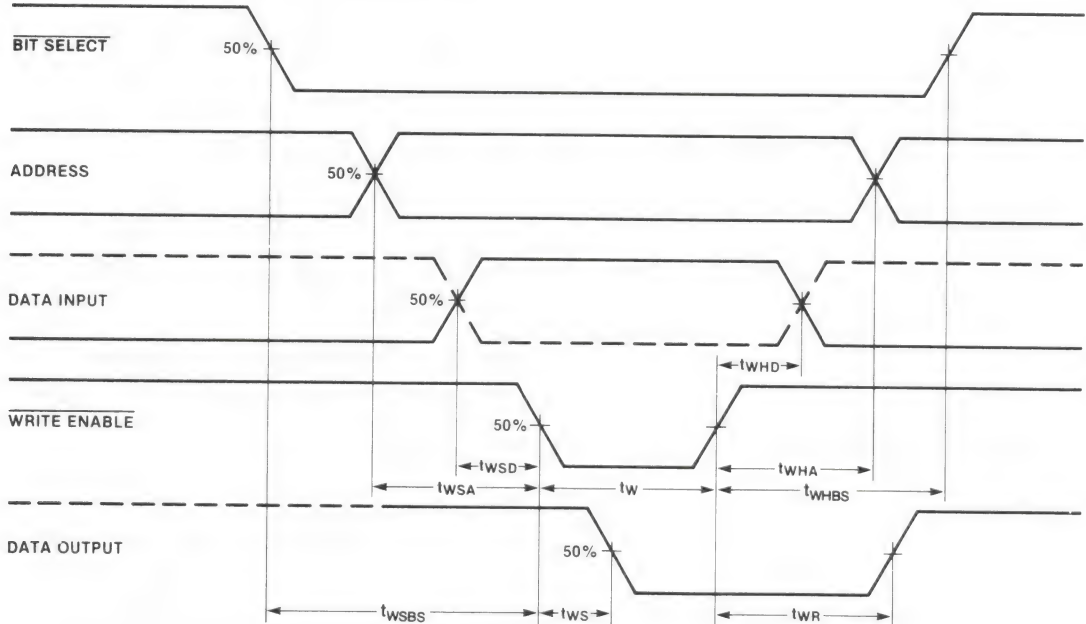 BIT SELECT
50%
ADDRESS
50%
DATA INPUT
50%
tWHD
WRITE ENABLE
50%
tWSD
tWHA
tWSA
tW
tWHBS
DATA OUTPUT
50%
tWSBS
tWS
tWR